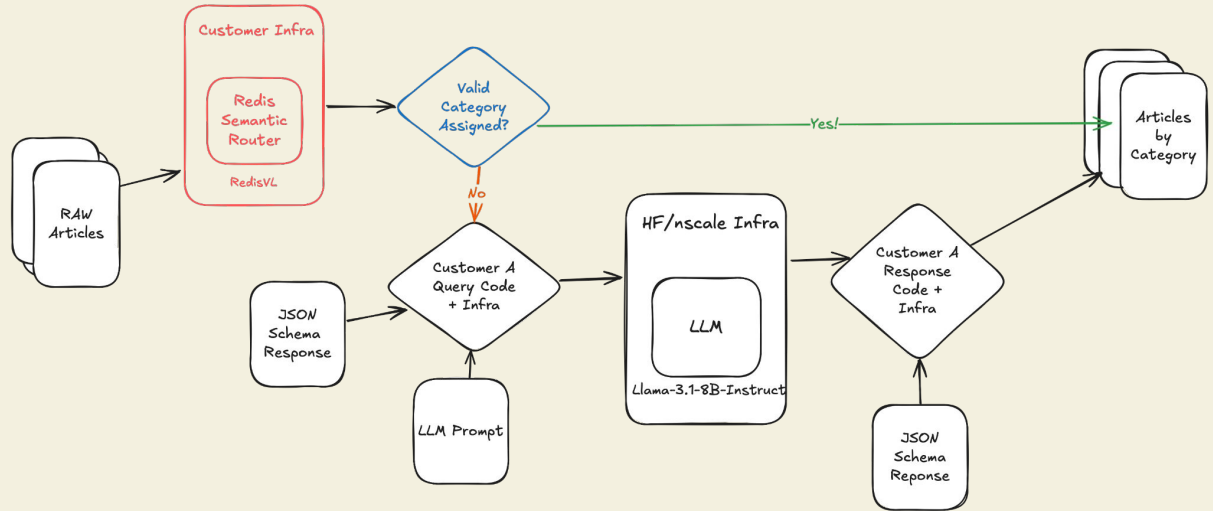 Customer Infra
Redis
Semantic
Router
RedisVL
RAW
Articles
Valid
Category
Assigned?
Yes!
No
Articles
by
Category
Customer A
Query Code
+ Infra
JSON
Schema
Response
LLM Prompt
HF/nscale Infra
LLM
Llama-3.1-8B-Instruct
Customer A
Response
Code +
Infra
JSON
Schema
Reponse